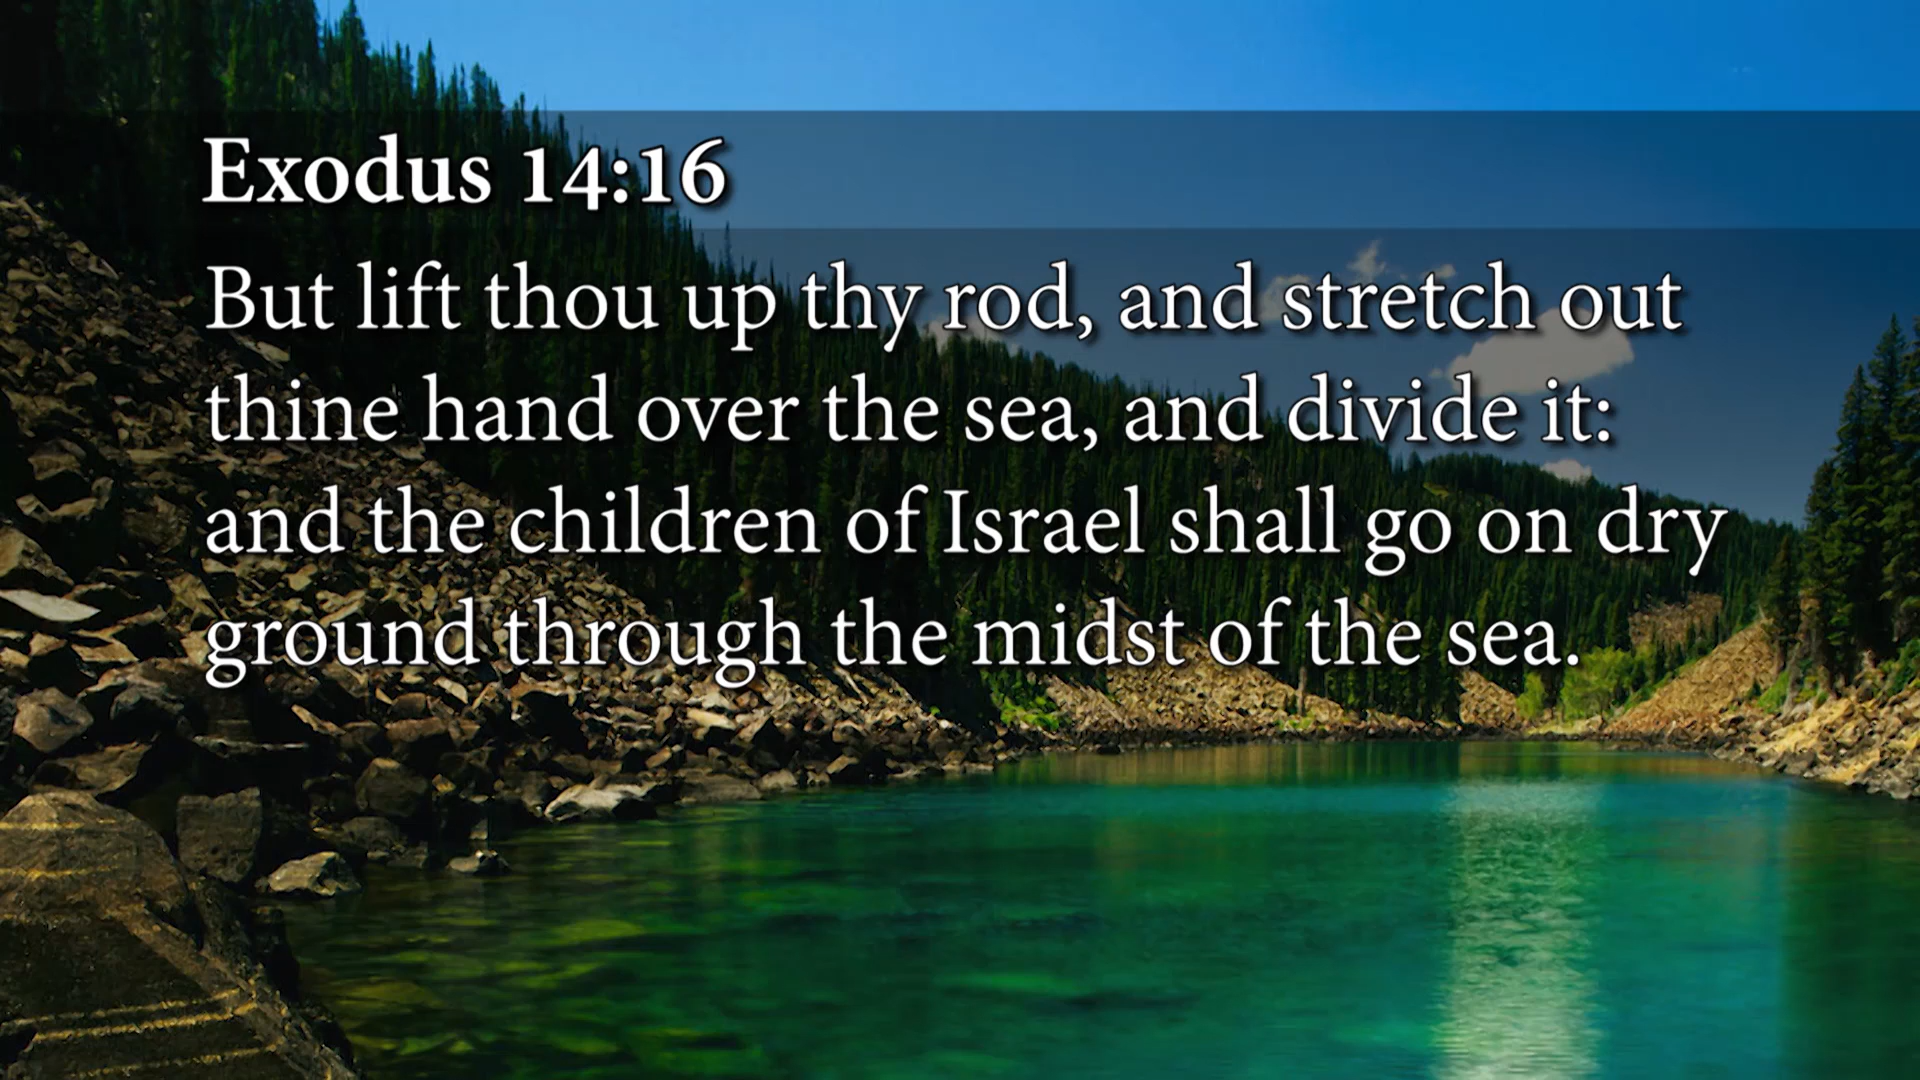 Exodus 14:16
But lift thou up thy rod, and stretch out
thine hand over the sea, and divide it:
and the children of Israel shall go on dry
ground through the midst of the sea.